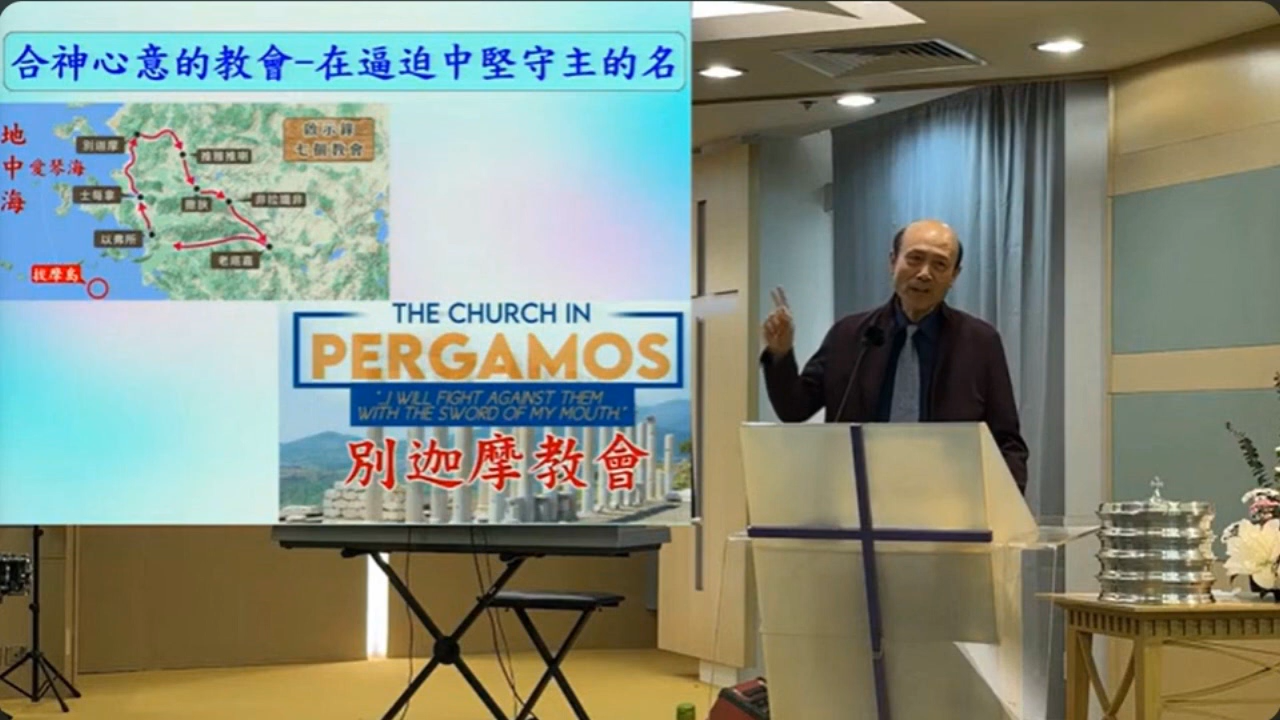 合神心意的教會-在逼迫中堅守主的名
地中海
愛琴海
啟示錄
七個教會
別迦摩
推雅推喇
士每拿
撒狄
非拉鐵非
以弗所
老底嘉
拔摩島
THE CHURCH IN
PERGAMOS
"...I WILL FIGHT AGAINST THEM
WITH THE SWORD OF MY MOUTH."
別迦摩教會